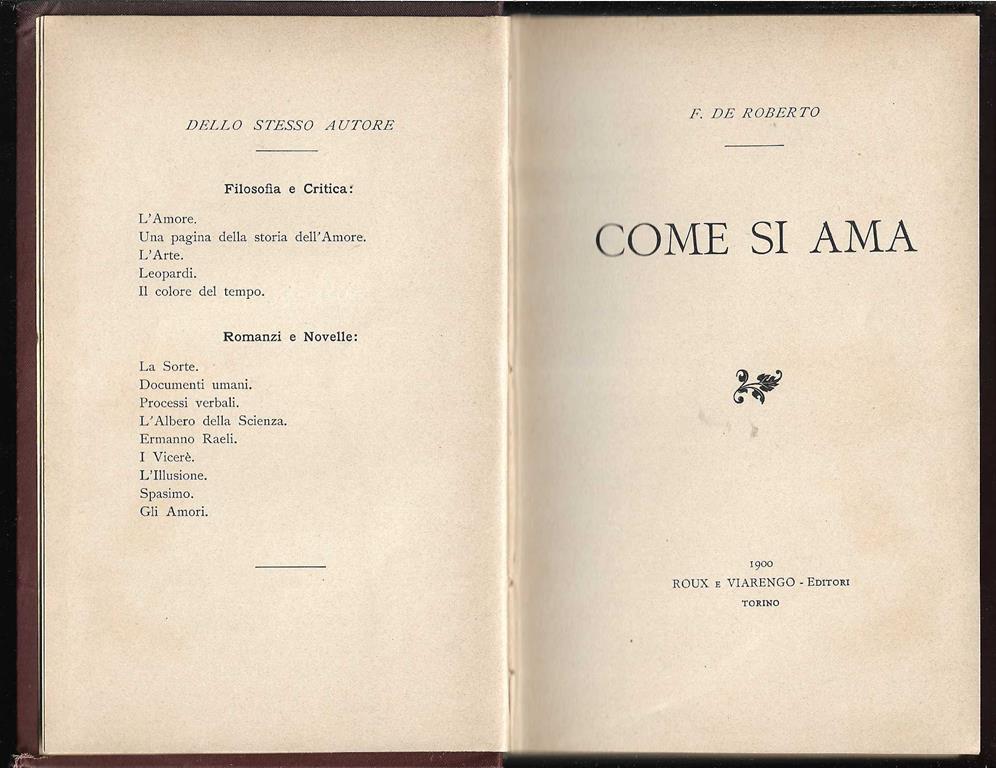 DELLO STESSO AUTORE
Filosofia e Critica:
L'Amore.
Una pagina della storia dell'Amore.
L'Arte.
Leopardi.
Il colore del tempo.
Romanzi e Novelle:
La Sorte.
Documenti umani.
Processi verbali.
L'Albero della Scienza.
Ermanno Raeli.
I Vicerè.
L'Illusione.
Spasimo.
Gli Amori.
F. DE ROBERTO
COME SI AMA
1900
ROUX E VIARENGO - EDITORI
TORINO